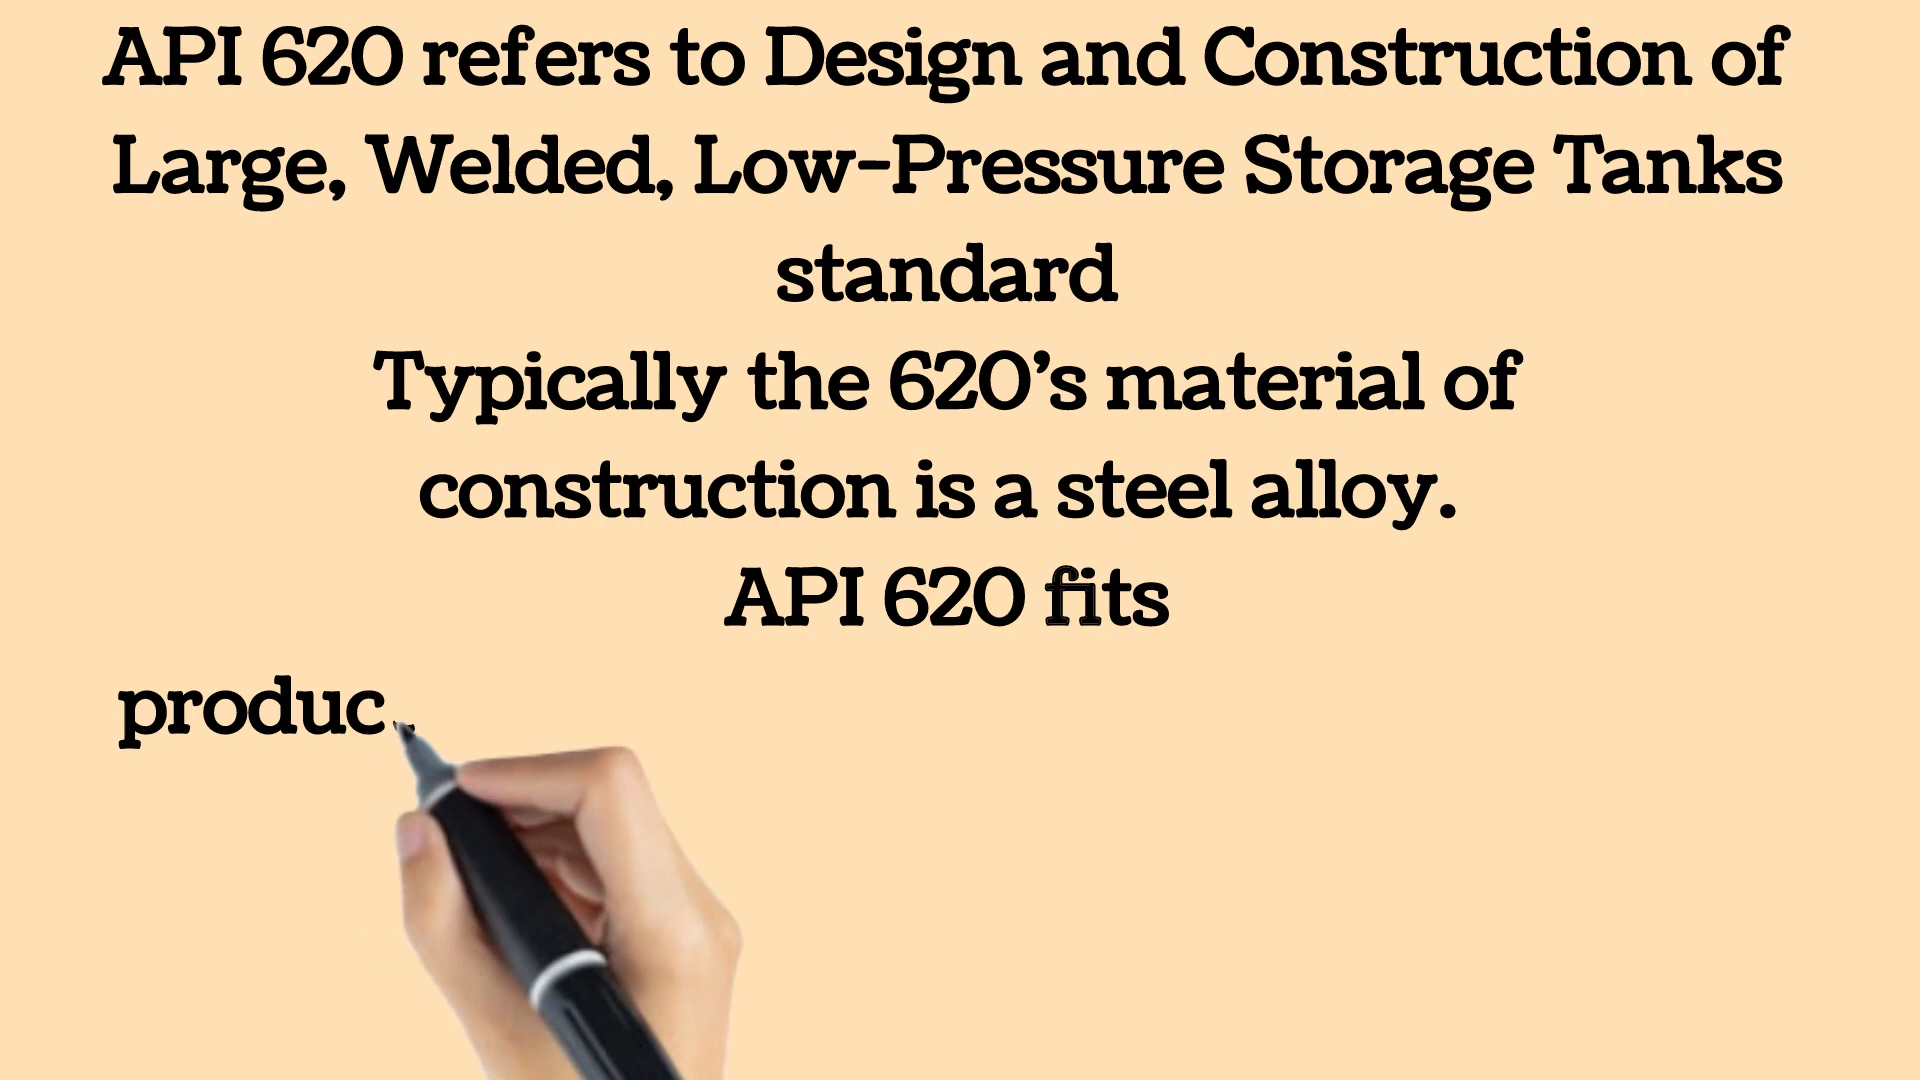 API 620 refers to Design and Construction of
Large, Welded, Low-Pressure Storage Tanks
standard
Typically the 620’s material of
construction is a steel alloy.
API 620 fits
produc